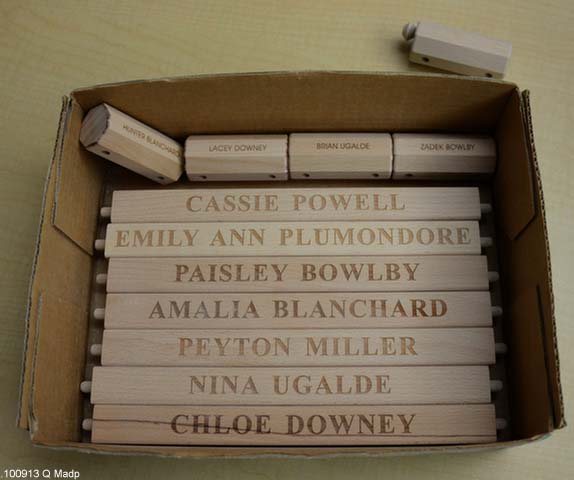 HUNTER BLANCHARD
LACEY DOWNEY
BRIAN UGALDE
ZADEK BOWLBY
CASSIE POWELL
EMILY ANN PLUMONDORE
PAISLEY BOWLBY
AMALIA BLANCHARD
PEYTON MILLER
NINA UGALDE
CHLOE DOWNEY
100913 Q Madp